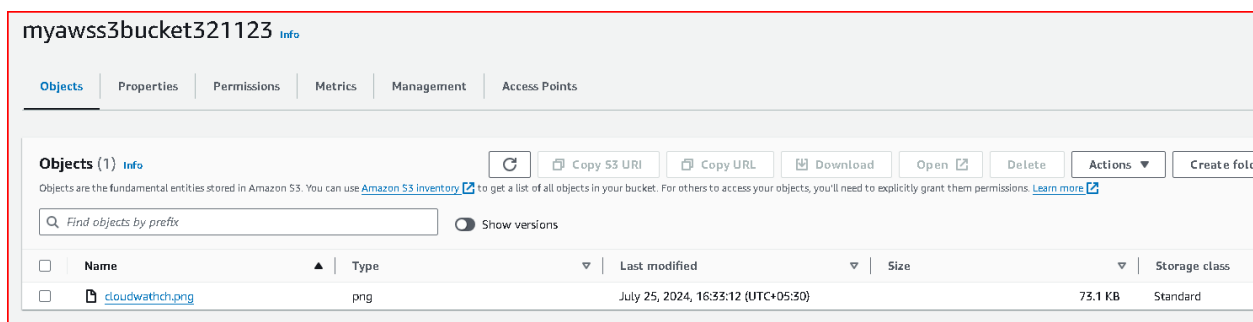 myawss3bucket321123 Info
Objects Properties Permissions Metrics Management Access Points
Objects (1) Info
Copy S3 URI Copy URL Download Open Delete Actions Create fol
Objects are the fundamental entities stored in Amazon S3. You can use Amazon S3 inventory to get a list of all objects in your bucket. For others to access your objects, you'll need to explicitly grant them permissions. Learn more
Find objects by prefix Show versions
Name Type Last modified Size Storage class
cloudwathch.png png July 25, 2024, 16:33:12 (UTC+05:30) 73.1 KB Standard